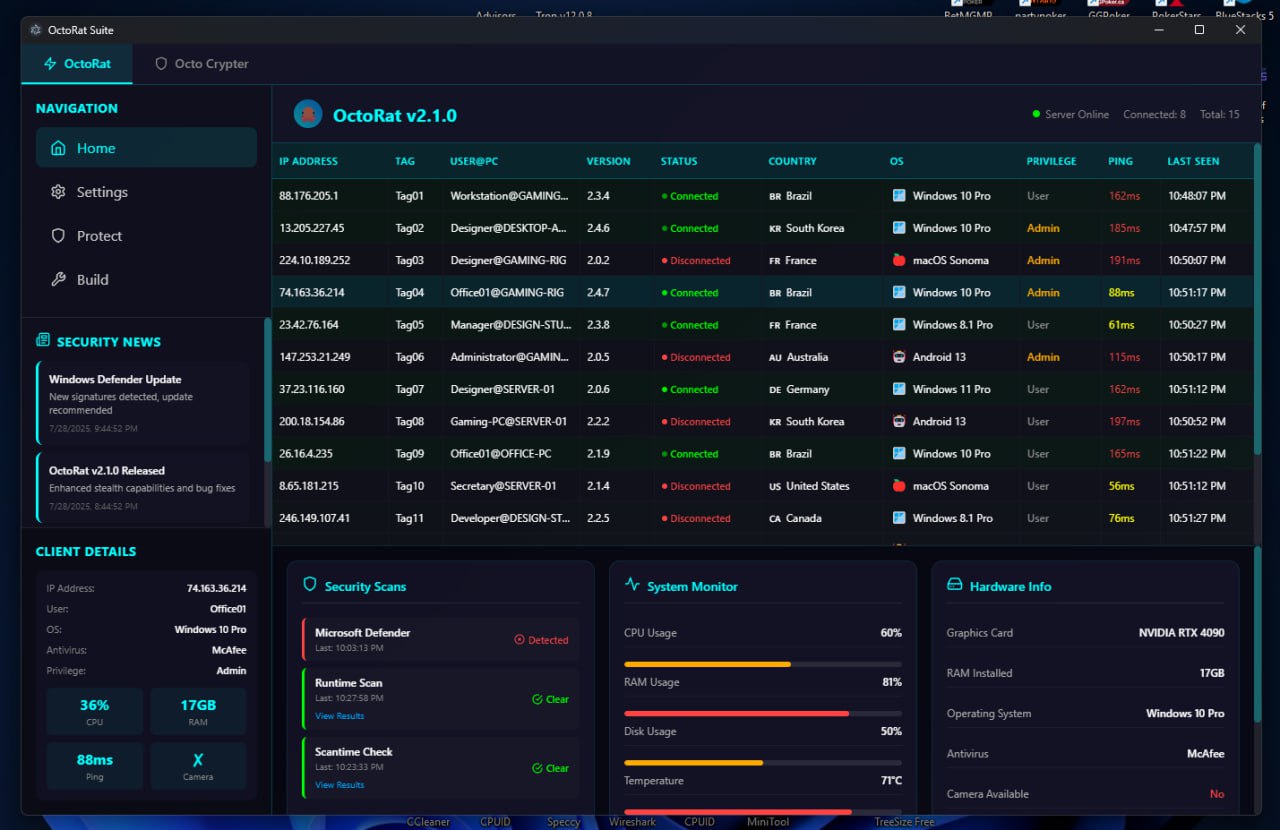 Advisors Tron v12.0.8 BetMGMP partypoker GGPoker PokerStars BlueStacks 5
OctoRat Suite
OctoRat Octo Crypter
NAVIGATION
Home
Settings
Protect
Build
SECURITY NEWS
Windows Defender Update
New signatures detected, update
recommended
7/28/2025, 9:44:52 PM
OctoRat v2.1.0 Released
Enhanced stealth capabilities and bug fixes
7/28/2025, 8:44:52 PM
CLIENT DETAILS
IP Address: 74.163.36.214
User: Office01
OS: Windows 10 Pro
Antivirus: McAfee
Privilege: Admin
36% 17GB
CPU RAM
88ms X
Ping Camera
OctoRat v2.1.0 Server Online Connected: 8 Total: 15
IP ADDRESS TAG USER@PC VERSION STATUS COUNTRY OS PRIVILEGE PING LAST SEEN
88.176.205.1 Tag01 Workstation@GAMING... 2.3.4 Connected BR Brazil Windows 10 Pro User 162ms 10:48:07 PM
13.205.227.45 Tag02 Designer@DESKTOP-A... 2.4.6 Connected KR South Korea Windows 10 Pro Admin 185ms 10:47:57 PM
224.10.189.252 Tag03 Designer@GAMING-RIG 2.0.2 Disconnected FR France macOS Sonoma Admin 191ms 10:50:07 PM
74.163.36.214 Tag04 Office01@GAMING-RIG 2.4.7 Connected BR Brazil Windows 10 Pro Admin 88ms 10:51:17 PM
23.42.76.164 Tag05 Manager@DESIGN-STU... 2.3.8 Connected FR France Windows 8.1 Pro User 61ms 10:50:27 PM
147.253.21.249 Tag06 Administrator@GAMIN... 2.0.5 Disconnected AU Australia Android 13 Admin 115ms 10:50:17 PM
37.23.116.160 Tag07 Designer@SERVER-01 2.0.6 Connected DE Germany Windows 11 Pro User 162ms 10:51:12 PM
200.18.154.86 Tag08 Gaming-PC@SERVER-01 2.2.2 Disconnected KR South Korea Android 13 User 197ms 10:50:52 PM
26.16.4.235 Tag09 Office01@OFFICE-PC 2.1.9 Connected BR Brazil Windows 10 Pro User 165ms 10:51:22 PM
8.65.181.215 Tag10 Secretary@SERVER-01 2.1.4 Disconnected US United States macOS Sonoma User 56ms 10:51:12 PM
246.149.107.41 Tag11 Developer@DESIGN-ST... 2.2.5 Disconnected CA Canada Windows 8.1 Pro User 76ms 10:51:27 PM
Security Scans
Microsoft Defender Detected
Last: 10:03:13 PM
Runtime Scan
Last: 10:27:58 PM Clear
View Results
Scantime Check
Last: 10:23:33 PM Clear
View Results
System Monitor
CPU Usage 60%
RAM Usage 81%
Disk Usage 50%
Temperature 71°C
Hardware Info
Graphics Card NVIDIA RTX 4090
RAM Installed 17GB
Operating System Windows 10 Pro
Antivirus McAfee
Camera Available No
CCleaner CPUID Speccy Wireshark CPUID MiniTool TreeSize Free